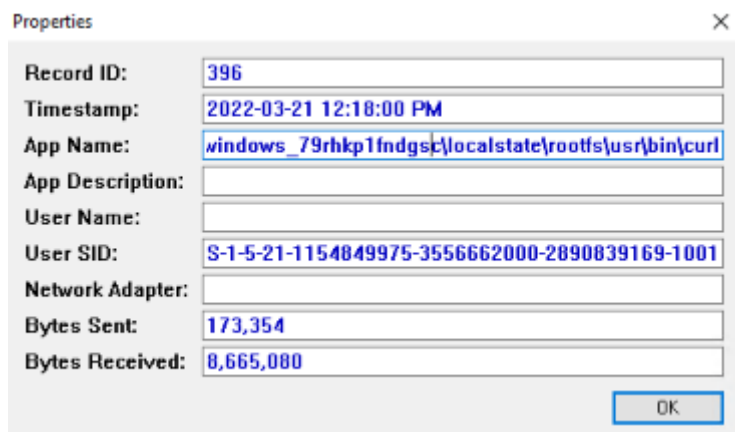 Properties
Record ID: 396
Timestamp: 2022-03-21 12:18:00 PM
App Name: windows_79rhkp1fndgsc\localstate\rootfs\usr\bin\curl
App Description:
User Name:
User SID: S-1-5-21-1154849975-3556662000-2890839169-1001
Network Adapter:
Bytes Sent: 173,354
Bytes Received: 8,665,080
OK